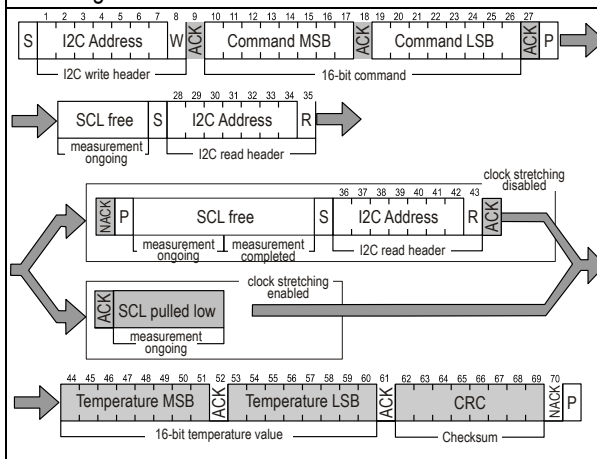 1 2 3 4 5 6 7 8 9 10 11 12 13 14 15 16 17 18 19 20 21 22 23 24 25 26 27
S I2C Address W ACK Command MSB ACK Command LSB ACK P
I2C write header 16-bit command
28 29 30 31 32 33 34 35
SCL free S I2C Address R
measurement ongoing I2C read header
clock stretching disabled
36 37 38 39 40 41 42 43
NACK P SCL free S I2C Address R ACK
measurement ongoing measurement completed I2C read header
clock stretching enabled
ACK SCL pulled low
measurement ongoing
44 45 46 47 48 49 50 51 52 53 54 55 56 57 58 59 60 61 62 63 64 65 66 67 68 69 70
Temperature MSB ACK Temperature LSB ACK CRC NACK P
16-bit temperature value Checksum